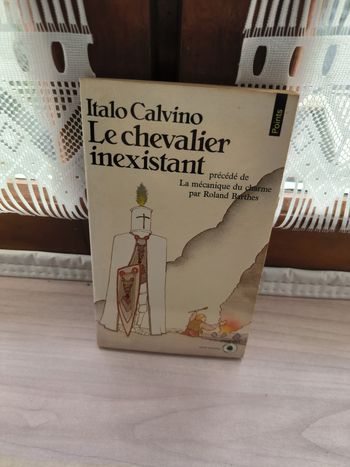 Italo Calvino
Le chevalier
inexistant
précédé de
La mécanique du charme
par Roland Barthes
Points